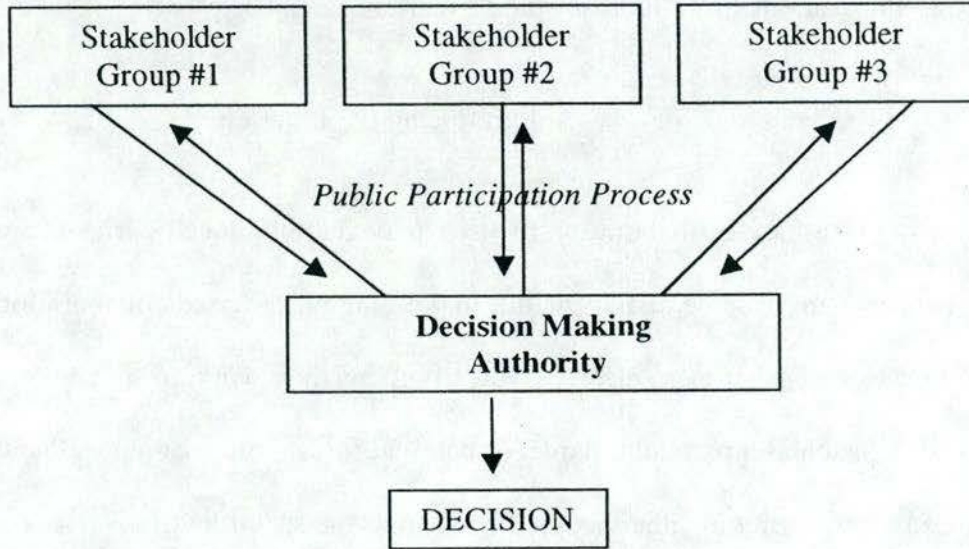 Stakeholder
Group #1
Stakeholder
Group #2
Stakeholder
Group #3
Public Participation Process
Decision Making
Authority
DECISION